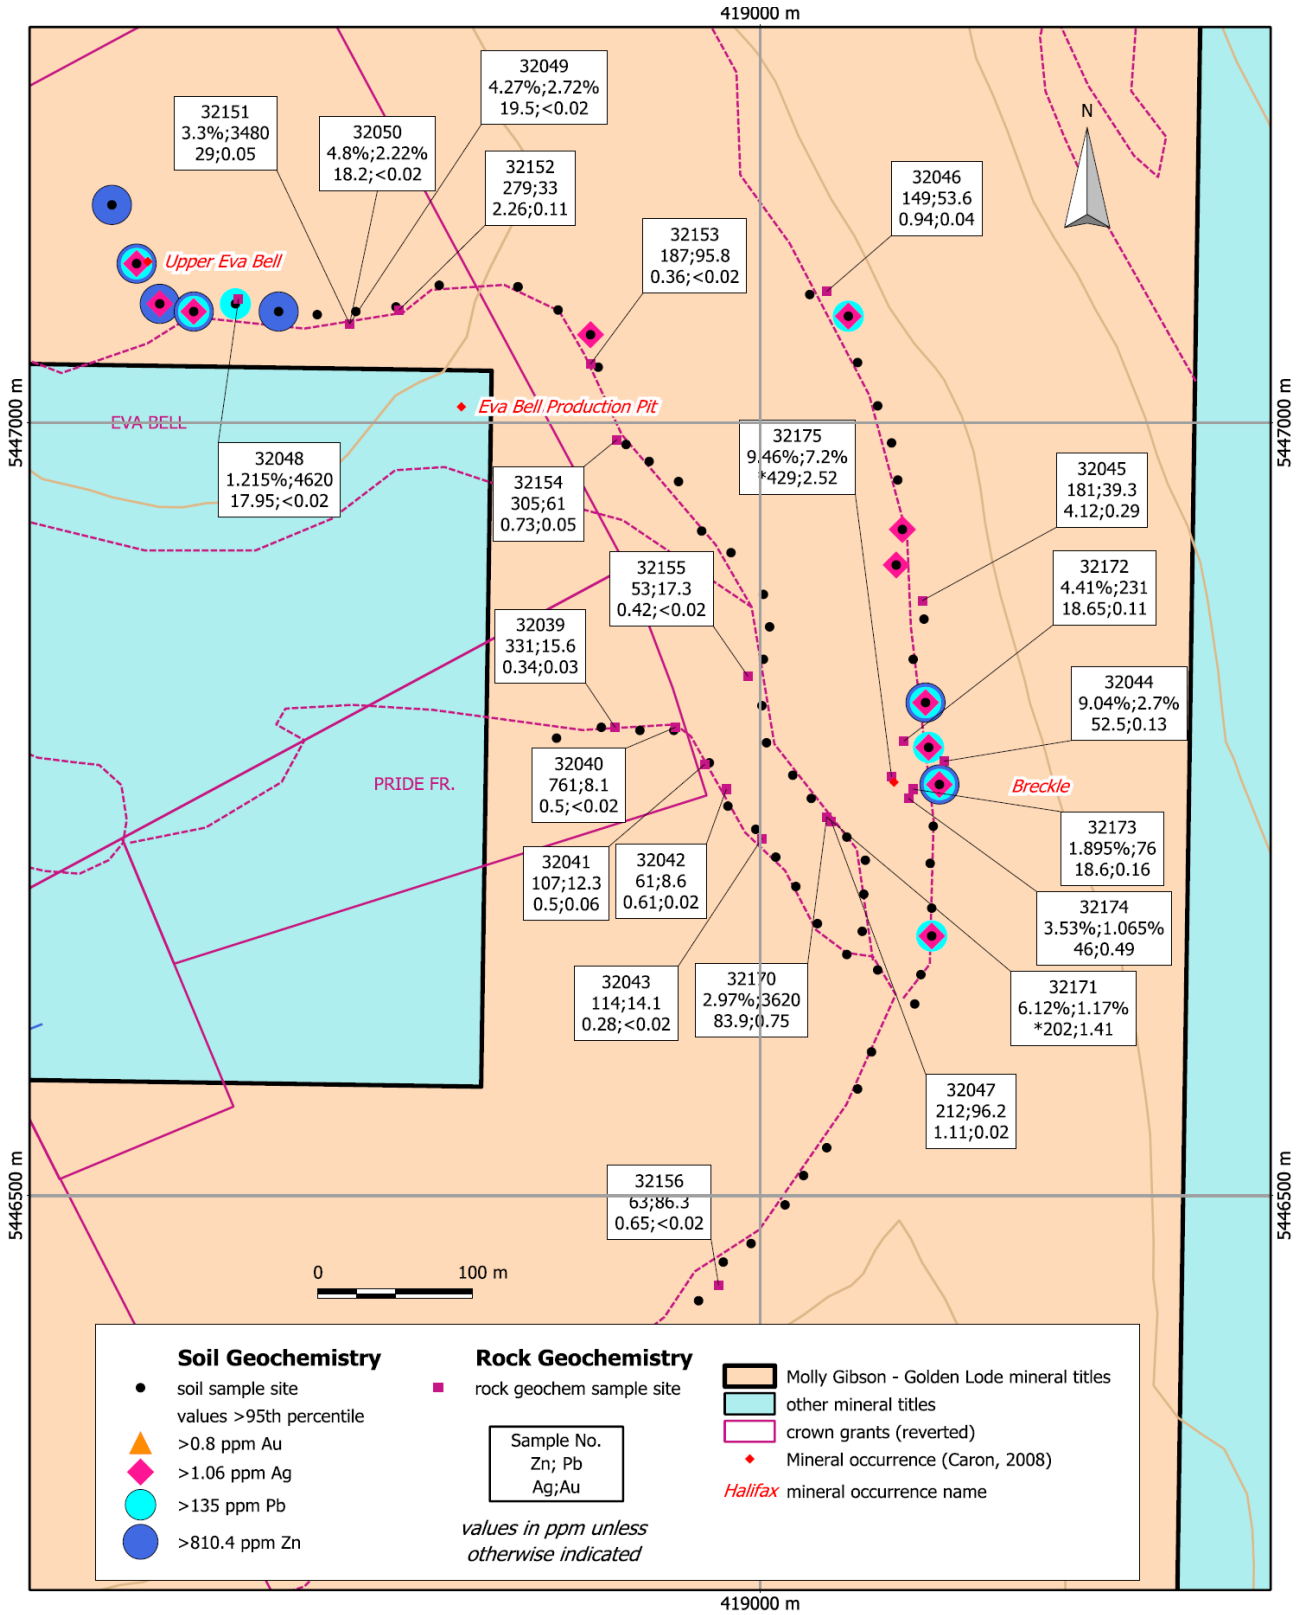 419000 m
32049
4.27%;2.72%
19.5;<0.02
32151
3.3%;3480
29;0.05
32050
4.8%;2.22%
18.2;<0.02
N
32152
279;33
2.26;0.11
32046
149;53.6
0.94;0.04
32153
187;95.8
0.36;<0.02
Upper Eva Bell
5447000 m
Eva Bell Production Pit
5447000 m
EVA BELL
32175
9.46%;7.2%
*429;2.52
32048
1.215%;4620
17.95;<0.02
32154
305;61
0.73;0.05
32045
181;39.3
4.12;0.29
32155
53;17.3
0.42;<0.02
32172
4.41%;231
18.65;0.11
32039
331;15.6
0.34;0.03
32044
9.04%;2.7%
52.5;0.13
PRIDE FR.
32040
761;8.1
0.5;<0.02
Breckle
32173
1.895%;76
18.6;0.16
32041
107;12.3
0.5;0.06
32042
61;8.6
0.61;0.02
32174
3.53%;1.065%
46;0.49
32043
114;14.1
0.28;<0.02
32170
2.97%;3620
83.9;0.75
32171
6.12%;1.17%
*202;1.41
32047
212;96.2
1.11;0.02
5446500 m
32156
63;86.3
0.65;<0.02
5446500 m
0 100 m
Soil Geochemistry
soil sample site
values >95th percentile
>0.8 ppm Au
>1.06 ppm Ag
>135 ppm Pb
>810.4 ppm Zn
Rock Geochemistry
rock geochem sample site
Sample No.
Zn; Pb
Ag;Au
values in ppm unless
otherwise indicated
Molly Gibson - Golden Lode mineral titles
other mineral titles
crown grants (reverted)
Mineral occurrence (Caron, 2008)
Halifax mineral occurrence name
419000 m